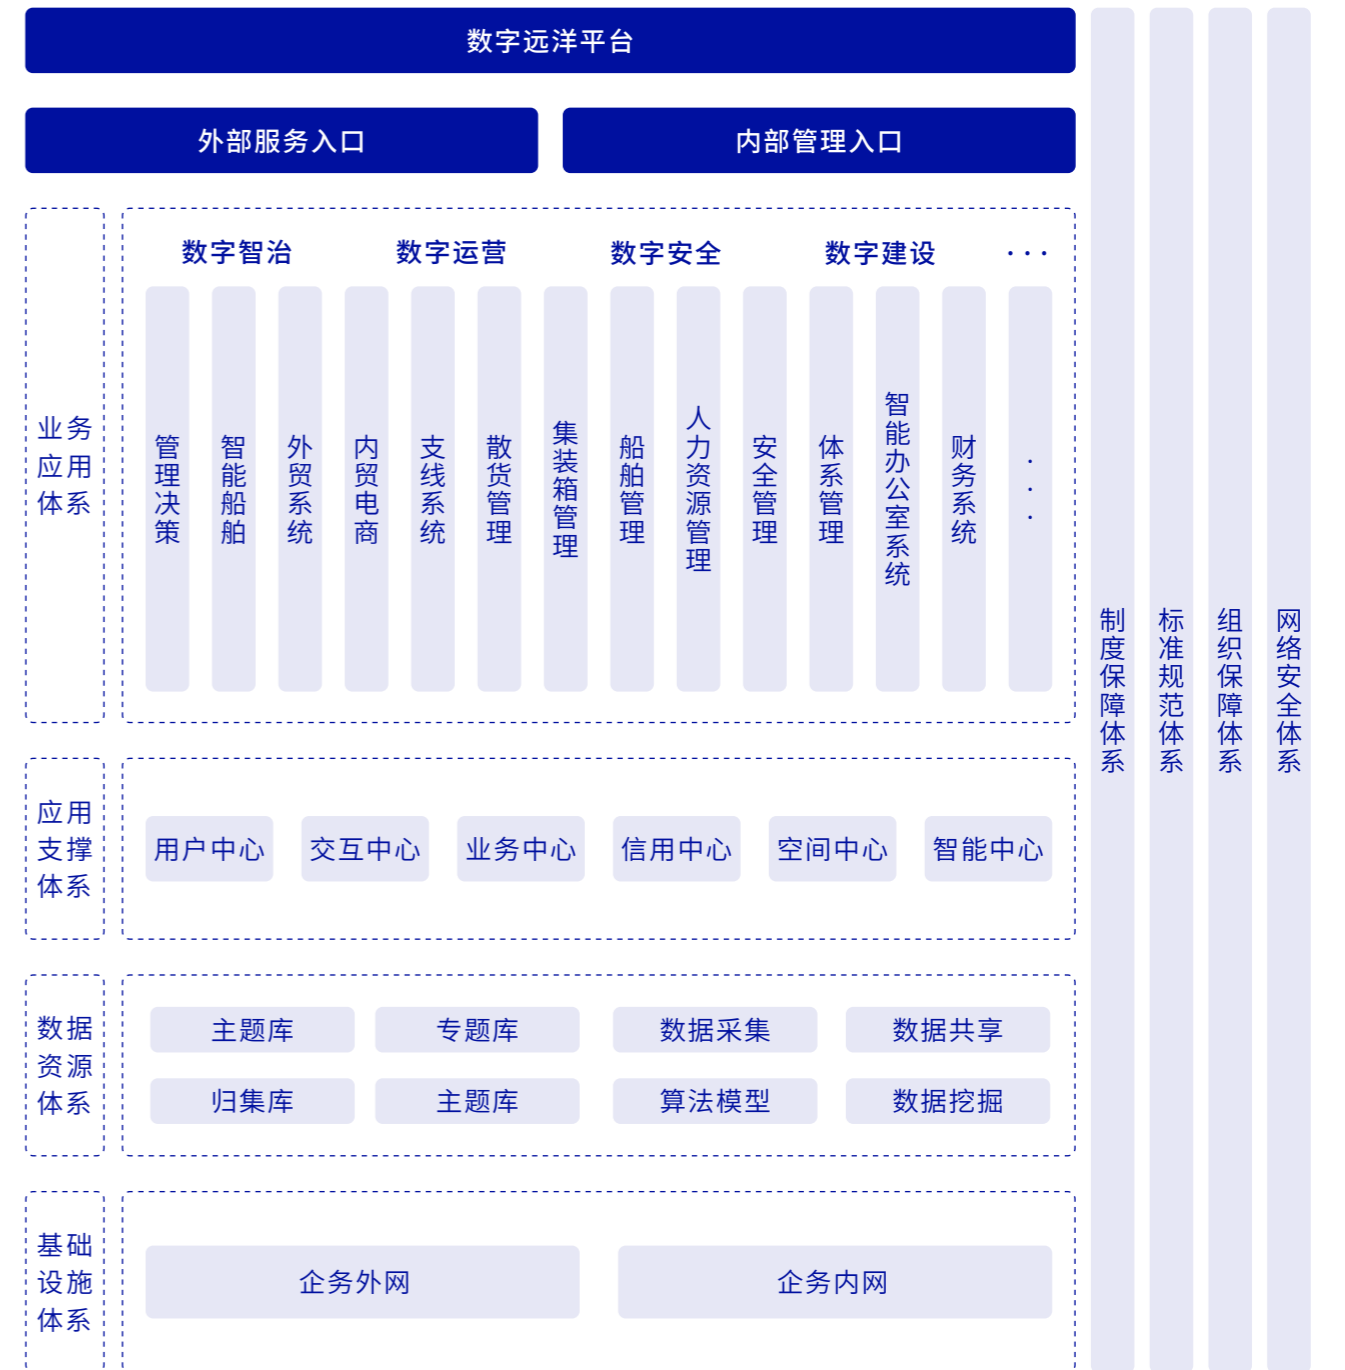 数字远洋平台
外部服务入口
内部管理入口
业务
应用
体系
数字智治
数字运营
数字安全
数字建设
···
管理决策
智能船舶
外贸系统
内贸电商
支线系统
散货管理
集装箱管理
船舶管理
人力资源管理
安全管理
体系管理
智能办公室系统
财务系统
···
应用
支撑
体系
用户中心
交互中心
业务中心
信用中心
空间中心
智能中心
数据
资源
体系
主题库
专题库
数据采集
数据共享
归集库
主题库
算法模型
数据挖掘
基础
设施
体系
企务外网
企务内网
制度保障体系
标准规范体系
组织保障体系
网络安全体系